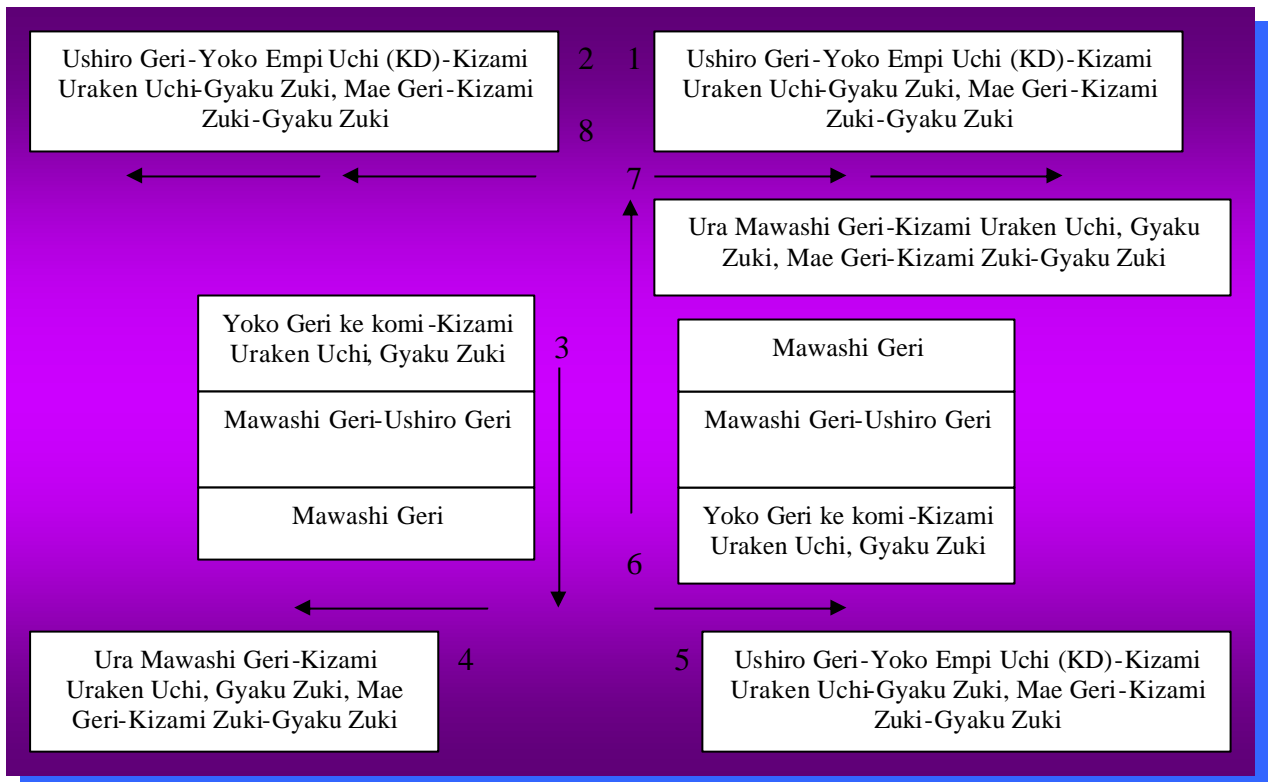 Ushiro Geri-Yoko Empi Uchi (KD)-Kizami
Uraken Uchi-Gyaku Zuki, Mae Geri-Kizami
Zuki-Gyaku Zuki
2
1
Ushiro Geri-Yoko Empi Uchi (KD)-Kizami
Uraken Uchi-Gyaku Zuki, Mae Geri-Kizami
Zuki-Gyaku Zuki
8
7
Ura Mawashi Geri-Kizami Uraken Uchi, Gyaku
Zuki, Mae Geri-Kizami Zuki-Gyaku Zuki
Yoko Geri ke komi-Kizami
Uraken Uchi, Gyaku Zuki
3
Mawashi Geri-Ushiro Geri
Mawashi Geri
Mawashi Geri
Mawashi Geri-Ushiro Geri
Yoko Geri ke komi-Kizami
Uraken Uchi, Gyaku Zuki
6
Ura Mawashi Geri-Kizami
Uraken Uchi, Gyaku Zuki, Mae
Geri-Kizami Zuki-Gyaku Zuki
4
5
Ushiro Geri-Yoko Empi Uchi (KD)-Kizami
Uraken Uchi-Gyaku Zuki, Mae Geri-Kizami
Zuki-Gyaku Zuki